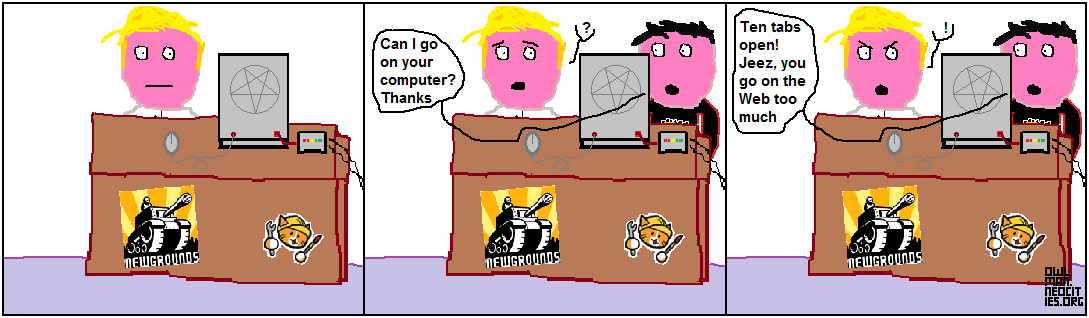 NEWGROUNDS
Can I go
on your
computer?
Thanks
?
NEWGROUNDS
Ten tabs
open!
Jeez, you
go on the
Web too
much
!
NEWGROUNDS
OWL
MAN.
NEOCIT
IES.ORG